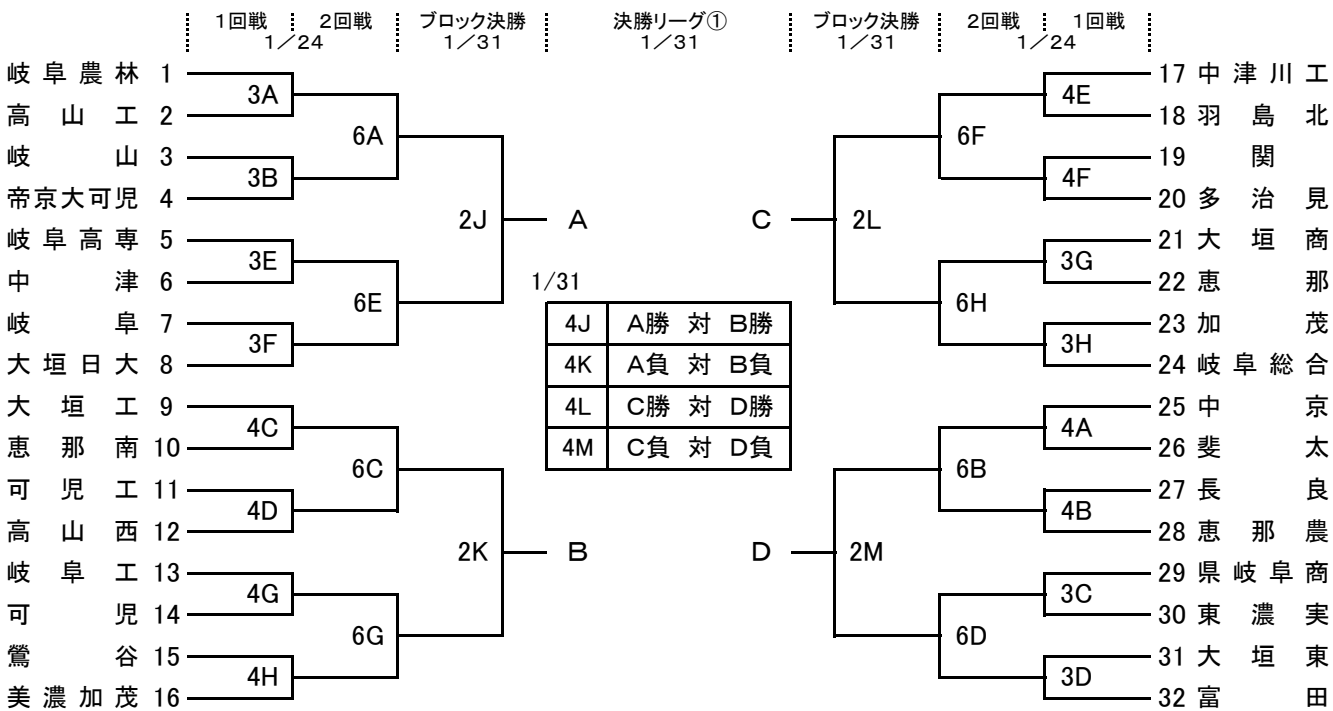 1回戦 2回戦 ブロック決勝 決勝リーグ① ブロック決勝 2回戦 1回戦
1/24 1/31 1/31 1/31 1/24
岐阜農林 1
3A
高山工 2
6A
岐山 3
3B
帝京大可児 4
2J A
岐阜高専 5
3E
中津 6
6E
岐阜 7
3F
大垣日大 8
大垣工 9
4C
恵那南 10
6C
可児工 11
4D
高山西 12
2K B
岐阜工 13
4G
可児 14
6G
鶯谷 15
4H
美濃加茂 16
1/31
4J A勝 対 B勝
4K A負 対 B負
4L C勝 対 D勝
4M C負 対 D負
17 中津川工
4E
18 羽島北
6F
19 関
4F
20 多治見
C 2L
21 大垣商
3G
22 恵那
6H
23 加茂
3H
24 岐阜総合
25 中京
4A
26 斐太
6B
27 長良
4B
28 恵那農
D 2M
29 県岐阜商
3C
30 東濃実
6D
31 大垣東
3D
32 富田